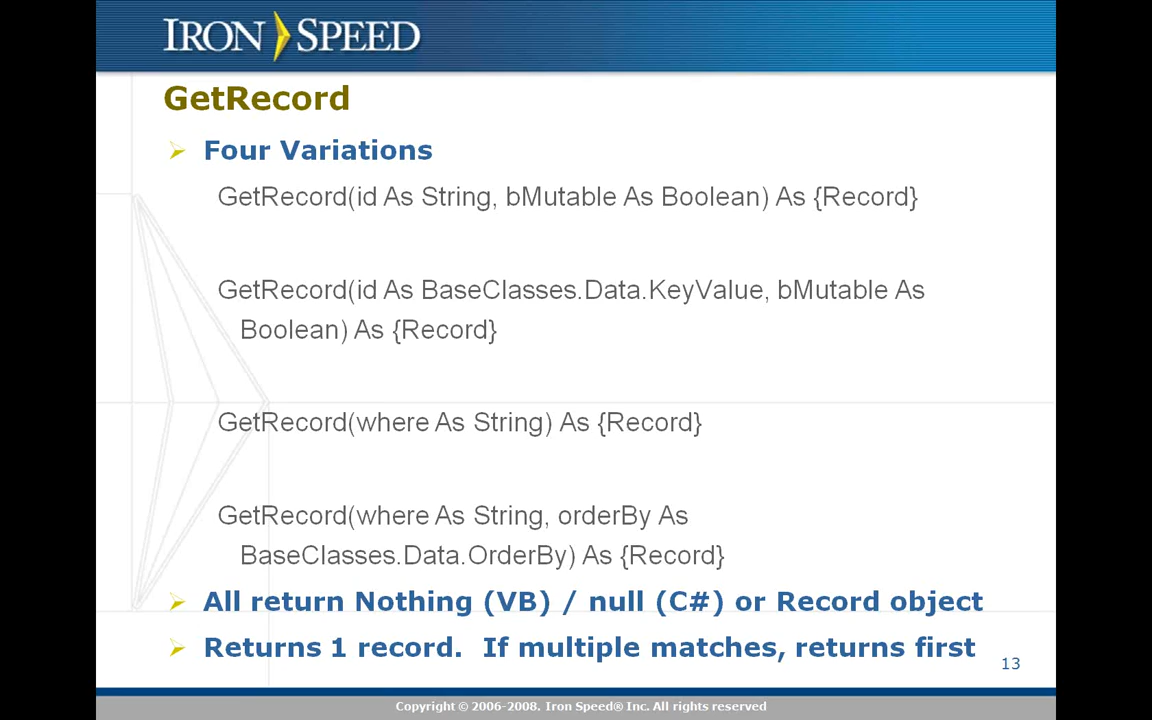 IRON SPEED
GetRecord
Four Variations
GetRecord(id As String, bMutable As Boolean) As {Record}
GetRecord(id As BaseClasses.Data.KeyValue, bMutable As
Boolean) As {Record}
GetRecord(where As String) As {Record}
GetRecord(where As String, orderBy As
BaseClasses.Data.OrderBy) As {Record}
All return Nothing (VB) / null (C#) or Record object
Returns 1 record.  If multiple matches, returns first
13
Copyright © 2006-2008. Iron Speed® Inc. All rights reserved